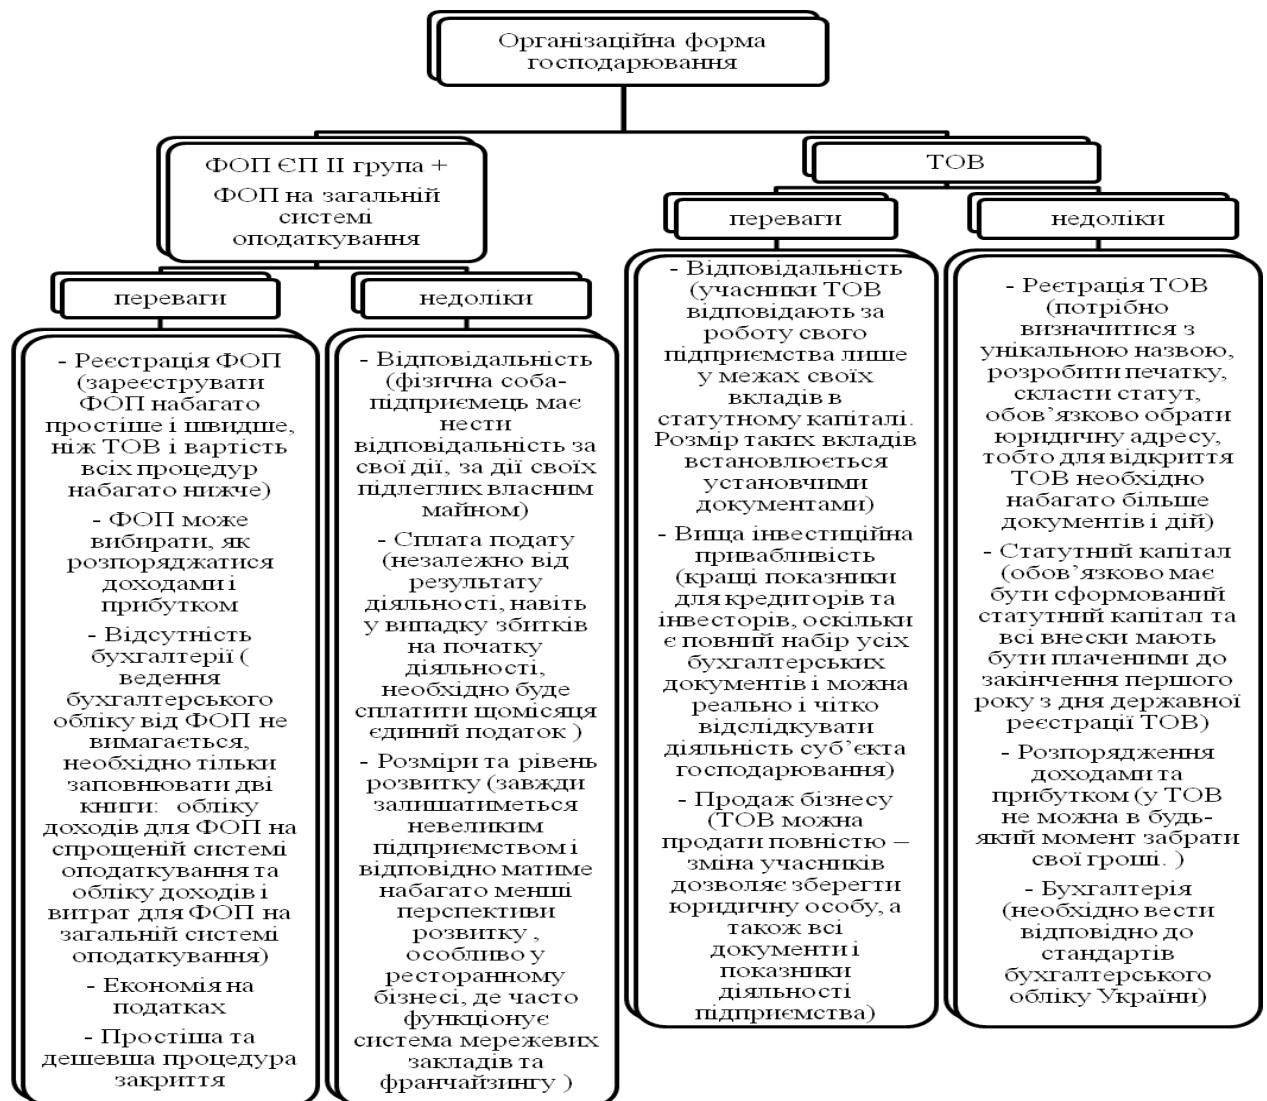 Організаційна форма
господарювання
ФОП ЄП ІІ група +
ФОП на загальній
системі
оподаткування
переваги
- Реєстрація ФОП
(зареєструвати
ФОП набагато
простіше і швидше,
ніж ТОВ і вартість
всіх процедур
набагато нижче)
- ФОП може
вибирати, як
розпоряджатися
доходами і
прибутком
- Відсутність
бухгалтерії (
ведення
бухгалтерського
обліку від ФОП не
вимагається,
необхідно тільки
заповнювати дві
книги: обліку
доходів для ФОП на
спрощеній системі
оподаткування та
обліку доходів і
витрат для ФОП на
загальній системі
оподаткування)
- Економія на
податках
- Простіша та
дешевша процедура
закриття
недоліки
- Відповідальність
(фізична соба-
підприємець має
нести
відповідальність за
свої дії, за дії своїх
підлеглих власним
майном)
- Сплата подату
(незалежно від
результату
діяльності, навіть
у випадку збитків
на початку
діяльності,
необхідно буде
сплатити щомісяця
єдиний податок )
- Розміри та рівень
розвитку (завжди
залишатиметься
невеликим
підприємством і
відповідно матиме
набагато менші
перспективи
розвитку ,
особливо у
ресторанному
бізнесі, де часто
функціонує
система мережевих
закладів та
франчайзингу )
ТОВ
переваги
- Відповідальність
(учасники ТОВ
відповідають за
роботу свого
підприємства лише
у межах своїх
вкладів в
статутному капіталі.
Розмір таких вкладів
встановлюється
установчими
документами)
- Вища інвестиційна
привабливість
(кращі показники
для кредиторів та
інвесторів, оскільки
є повний набір усіх
бухгалтерських
документів і можна
реально і чітко
відслідкувати
діяльність суб’єкта
господарювання)
- Продаж бізнесу
(ТОВ можна
продати повністю –
зміна учасників
дозволяє зберегти
юридичну особу, а
також всі
документи і
показники
діяльності
підприємства)
недоліки
- Реєтрація ТОВ
(потрібно
визначитися з
унікальною назвою,
розробити печатку,
скласти статут,
обов’язково обрати
юридичну адресу,
тобто для відкриття
ТОВ необхідно
набагато більше
документів і дій)
- Статутний капітал
(обов’язково має
бути сформований
статутний капітал та
всі внески мають
бути плаченими до
закінчення першого
року з дня державної
реєстрації ТОВ)
- Розпорядження
доходами та
прибутком (у ТОВ
не можна в будь-
який момент забрати
свої гроші. )
- Бухгалтерія
(необхідно вести
відповідно до
стандартів
бухгалтерського
обліку України)